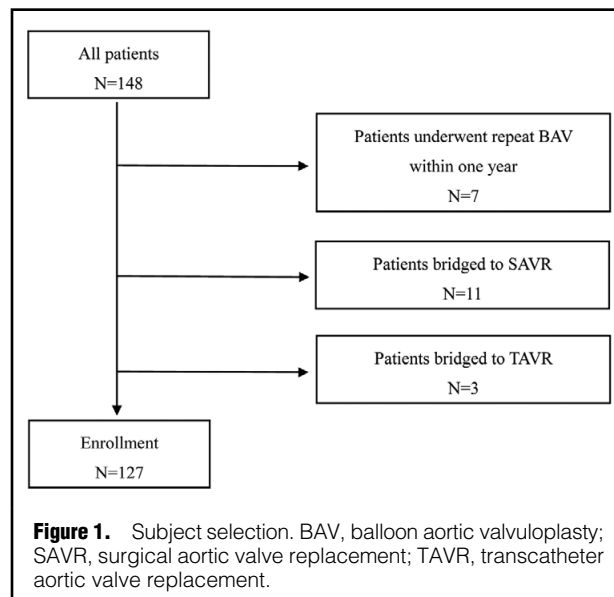 All patients
N=148
Patients underwent repeat BAV
within one year
N=7
Patients bridged to SAVR
N=11
Patients bridged to TAVR
N=3
Enrollment
N=127
Figure 1. Subject selection. BAV, balloon aortic valvuloplasty;
SAVR, surgical aortic valve replacement; TAVR, transcatheter
aortic valve replacement.